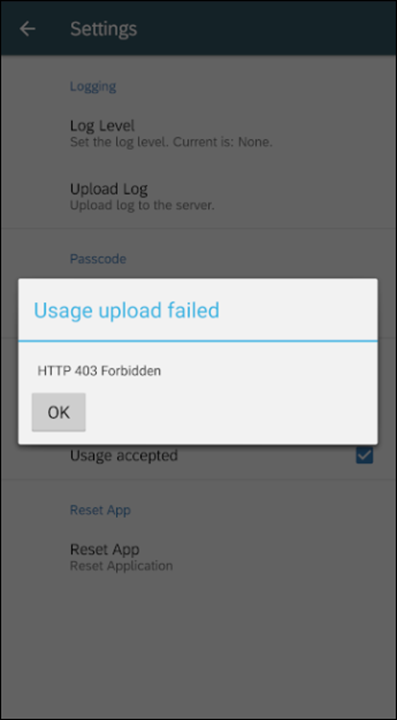 Settings
Logging
Log Level
Set the log level. Current is: None.
Upload Log
Upload log to the server.
Passcode
Usage upload failed
HTTP 403 Forbidden
OK
Usage accepted
Reset App
Reset App
Reset Application